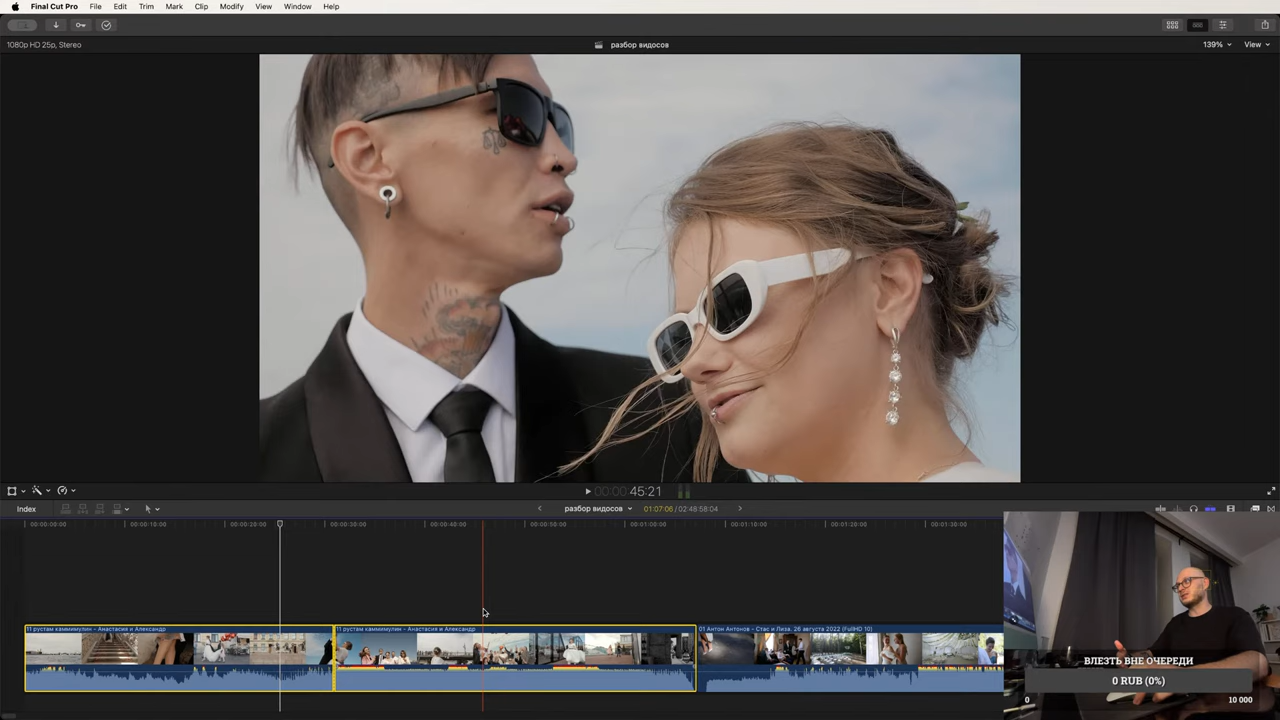 Final Cut Pro File Edit Trim Mark Clip Modify View Window Help
1080p HD 25p, Stereo
разбор видосов
139%
View
00:00:00:45:21
Index
разбор видосов
01:07:06 / 02:46:58:04
00:00:00:00
00:00:10:00
00:00:20:00
00:00:30:00
00:00:40:00
00:00:50:00
00:01:00:00
00:01:10:00
00:01:20:00
00:01:30:00
11 рустам каммимулин - Анастасия и Александр
11 рустам каммимулин - Анастасия и Александр
01 Антон Антонов - Стас и Лиза, 26 августа 2022 (FullHD 10)
ВЛЕЗТЬ ВНЕ ОЧЕРЕДИ
0 RUB (0%)
0
10 000